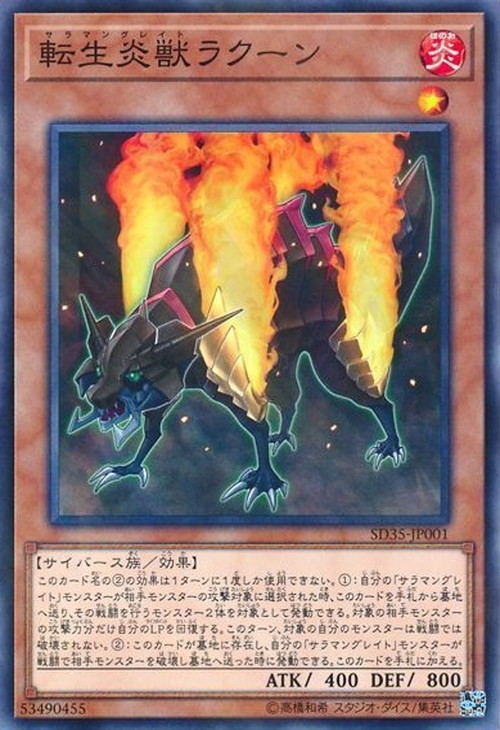 サラマングレイト
転生炎獣ラクーン
ほのお
炎
SD35-JP001
【サイバース族／効果】
このカード名の②の効果は１ターンに１度しか使用できない。①：自分の「サラマングレ
イト」モンスターが相手モンスターの攻撃対象に選択された時、このカードを手札から墓地
へ送り、その戦闘を行うモンスター２体を対象として発動できる。対象の相手モンスター
の攻撃力分だけ自分のLPを回復する。このターン、対象の自分のモンスターは戦闘では
破壊されない。②：このカードが墓地に存在し、自分の「サラマングレイト」モンスターが
戦闘で相手モンスターを破壊し墓地へ送った時に発動できる。このカードを手札に加える。
ATK/ 400 DEF/ 800
53490455
©高橋和希 スタジオ・ダイス/集英社